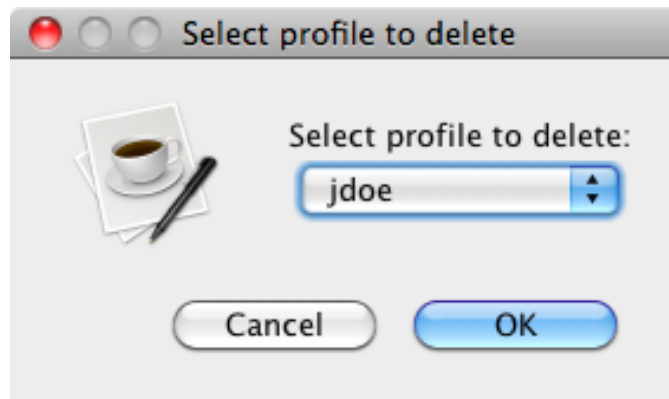 Select profile to delete
Select profile to delete:
jdoe
Cancel
OK